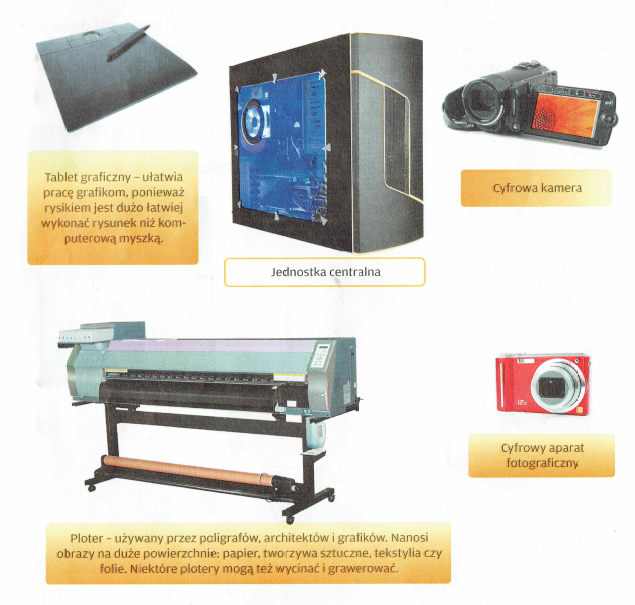 Tablet graficzny – ułatwia
pracę grafikom, ponieważ
rysikiem jest dużo łatwiej
wykonać rysunek niż kom-
puterową myszką.
Jednostka centralna
Cyfrowa kamera
12x
Cyfrowy aparat
fotograficzny
Ploter – używany przez poligrafów, architektów i grafików. Nanosi
obrazy na duże powierzchnie: papier, tworzywa sztuczne, tekstylia czy
folie. Niektóre plotery mogą też wycinać i grawerować.